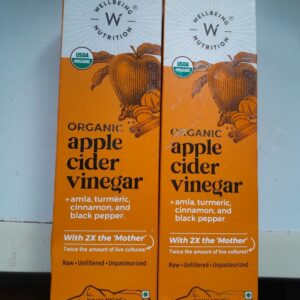 WELLBEING
W
NUTRITION
USDA
ORGANIC
ORGANIC
apple
cider
vinegar
+ amla, turmeric,
cinnamon, and
black pepper
With 2X the 'Mother'
Twice the amount of live cultures!
Raw • Unfiltered • Unpasteurized
WELLBEING
W
NUTRITION
USDA
ORGANIC
ORGANIC
apple
cider
vinegar
+ amla, turmeric,
cinnamon, and
black pepper
With 2X the 'Mother'
Twice the amount of live cultures!
Raw • Unfiltered • Unpasteurized